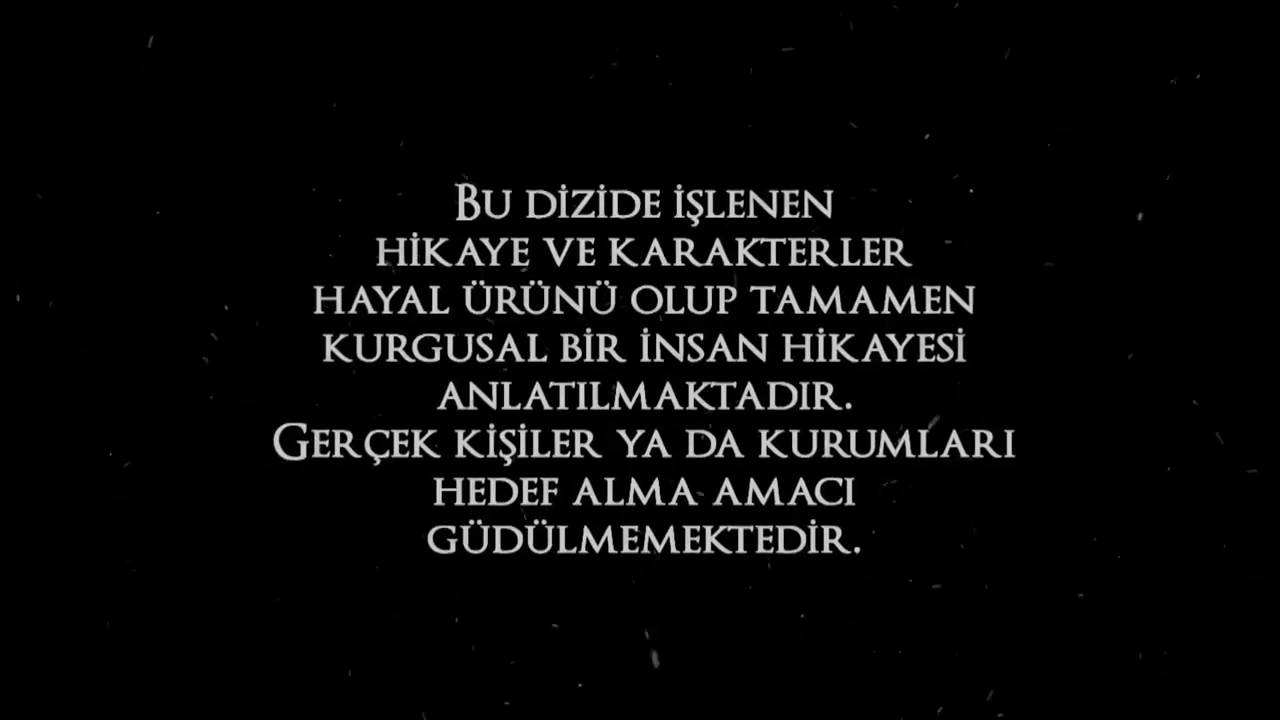 Bu dizide işlenen
hikaye ve karakterler
hayal ürünü olup tamamen
kurgusal bir insan hikayesi
anlatılmaktadır.
Gerçek kişiler ya da kurumları
hedef alma amacı
güdülmemektedir.